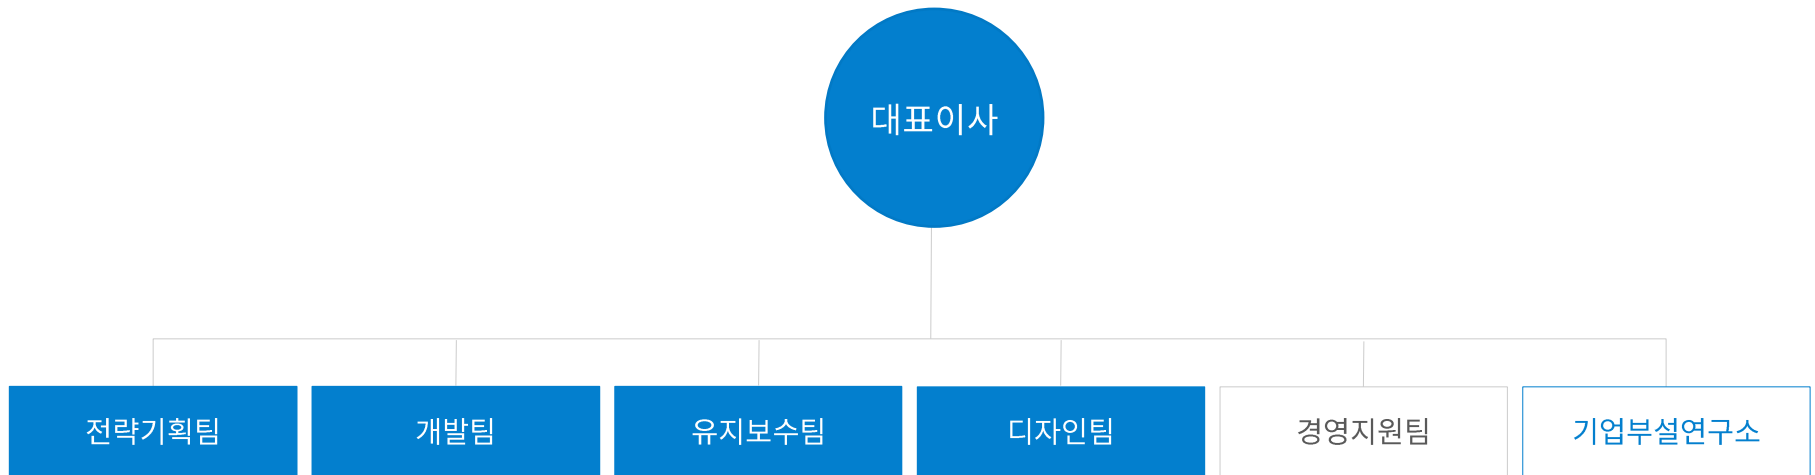 대표이사
전략기획팀
개발팀
유지보수팀
디자인팀
경영지원팀
기업부설연구소